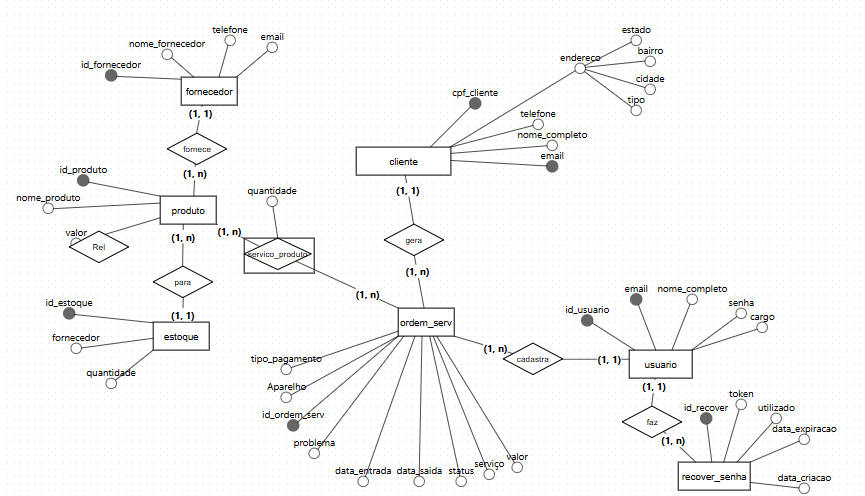 telefone
nome_fornecedor
email
id_fornecedor
fornecedor
(1, 1)
fornece
(1, n)
id_produto
nome_produto
produto
valor
Rel
(1, n)
(1, n)
quantidade
servico_produto
(1, n)
para
(1, 1)
id_estoque
fornecedor
quantidade
estoque
estado
endereco
bairro
cidade
tipo
cpf_cliente
telefone
nome_completo
email
cliente
(1, 1)
gera
(1, n)
ordem_serv
tipo_pagamento
Aparelho
id_ordem_serv
problema
data_entrada
data_saida
status
serviço
valor
(1, n)
cadastra
(1, 1)
email
nome_completo
id_usuario
senha
cargo
usuario
(1, 1)
faz
(1, n)
token
id_recover
utilizado
data_expiracao
recover_senha
data_criacao